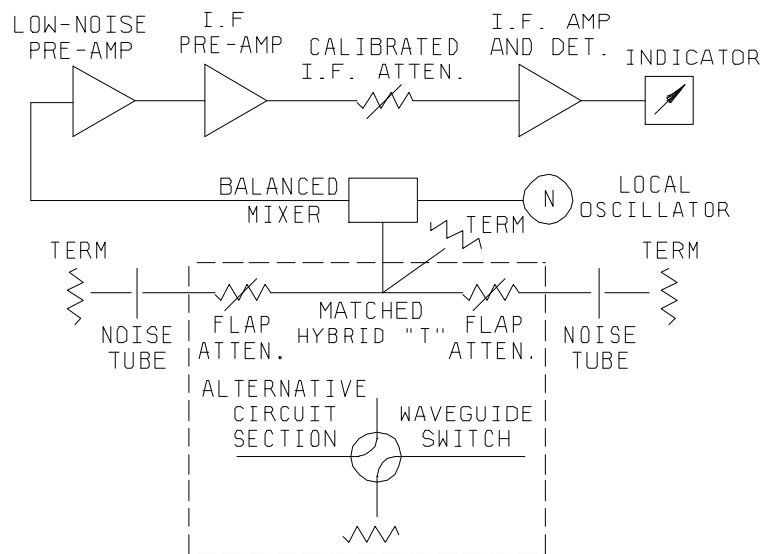 LOW-NOISE
PRE-AMP
I.F
PRE-AMP
CALIBRATED
I.F. ATTEN.
I.F. AMP
AND DET.
INDICATOR
BALANCED
MIXER
N
LOCAL
OSCILLATOR
TERM
TERM
TERM
NOISE
TUBE
FLAP
ATTEN.
MATCHED
HYBRID "T"
FLAP
ATTEN.
NOISE
TUBE
ALTERNATIVE
CIRCUIT
SECTION
WAVEGUIDE
SWITCH